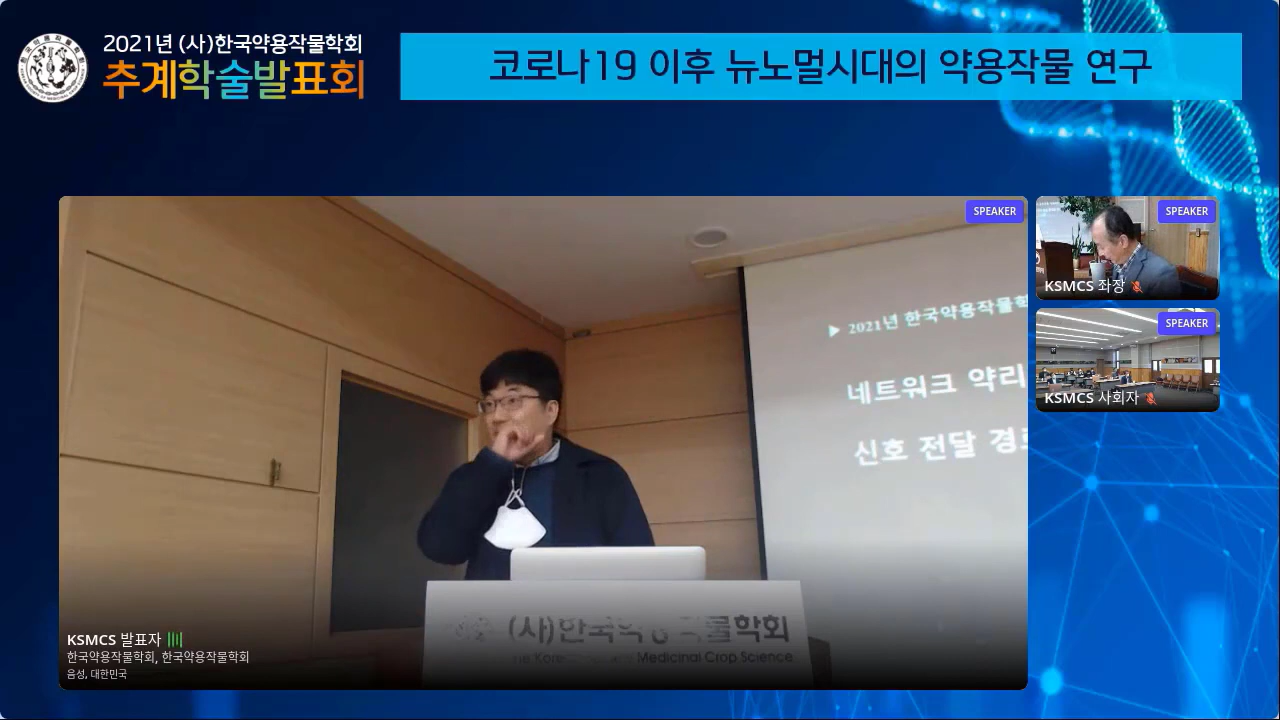 2021년 (사)한국약용작물학회
추계학술발표회
코로나19 이후 뉴노멀시대의 약용작물 연구
SPEAKER
▶ 2021년 한국약용작물학
네트워크 약리
신호 전달 경로
(사)한국약용작물학회
Medicinal Crop Science
KSMCS 발표자
한국약용작물학회, 한국약용작물학회
음성, 대한민국
SPEAKER
KSMCS 좌장
SPEAKER
KSMCS 사회자